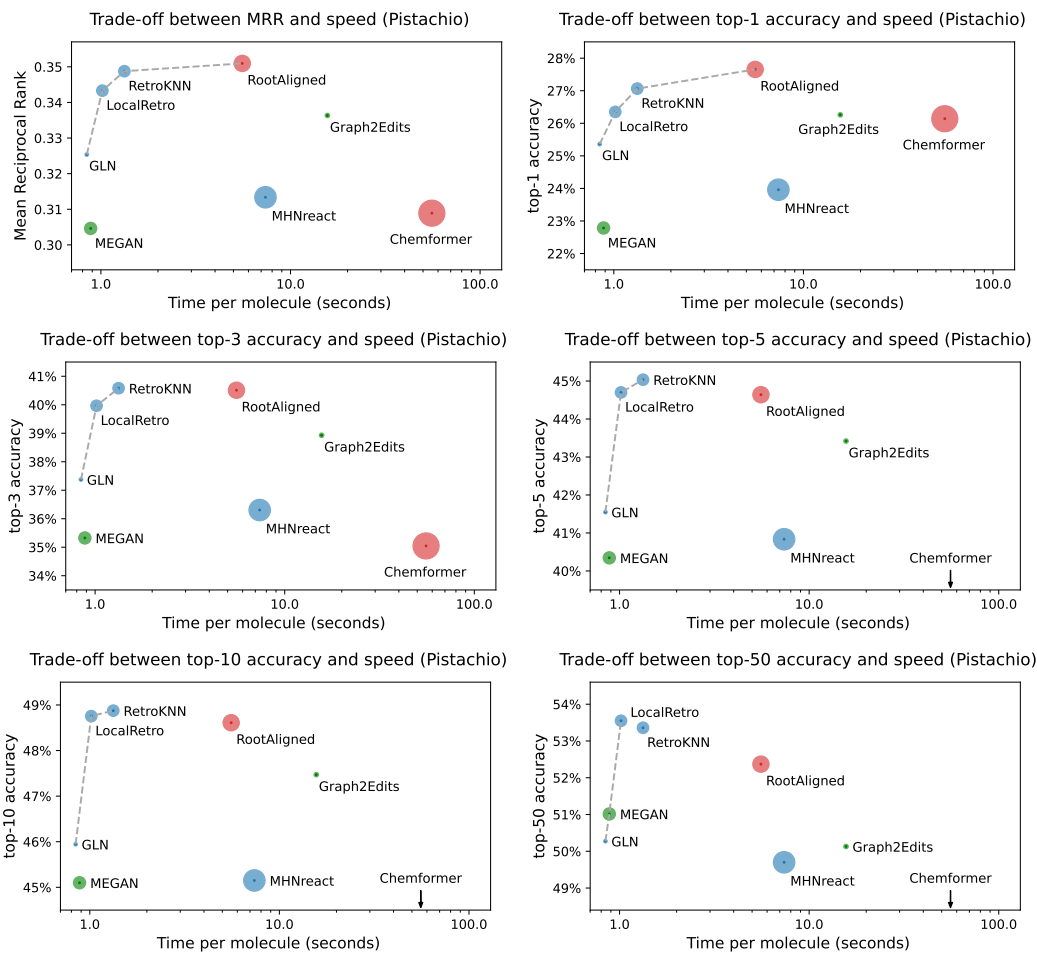 Trade-off between MRR and speed (Pistachio)
Mean Reciprocal Rank
0.35
0.34
0.33
0.32
0.31
0.30
RootAligned
RetroKNN
LocalRetro
Graph2Edits
GLN
MHNreact
Chemformer
MEGAN
1.0
10.0
100.0
Time per molecule (seconds)
Trade-off between top-1 accuracy and speed (Pistachio)
top-1 accuracy
28%
27%
26%
25%
24%
23%
22%
RootAligned
RetroKNN
LocalRetro
Graph2Edits
Chemformer
GLN
MHNreact
MEGAN
1.0
10.0
100.0
Time per molecule (seconds)
Trade-off between top-3 accuracy and speed (Pistachio)
top-3 accuracy
41%
40%
39%
38%
37%
36%
35%
34%
RetroKNN
RootAligned
LocalRetro
Graph2Edits
GLN
MHNreact
MEGAN
Chemformer
1.0
10.0
100.0
Time per molecule (seconds)
Trade-off between top-5 accuracy and speed (Pistachio)
top-5 accuracy
45%
44%
43%
42%
41%
40%
RetroKNN
LocalRetro
RootAligned
Graph2Edits
GLN
MEGAN
MHNreact
Chemformer
1.0
10.0
100.0
Time per molecule (seconds)
Trade-off between top-10 accuracy and speed (Pistachio)
top-10 accuracy
49%
48%
47%
46%
45%
RetroKNN
LocalRetro
RootAligned
Graph2Edits
GLN
MEGAN
MHNreact
Chemformer
1.0
10.0
100.0
Time per molecule (seconds)
Trade-off between top-50 accuracy and speed (Pistachio)
top-50 accuracy
54%
53%
52%
51%
50%
49%
LocalRetro
RetroKNN
RootAligned
MEGAN
GLN
Graph2Edits
MHNreact
Chemformer
1.0
10.0
100.0
Time per molecule (seconds)